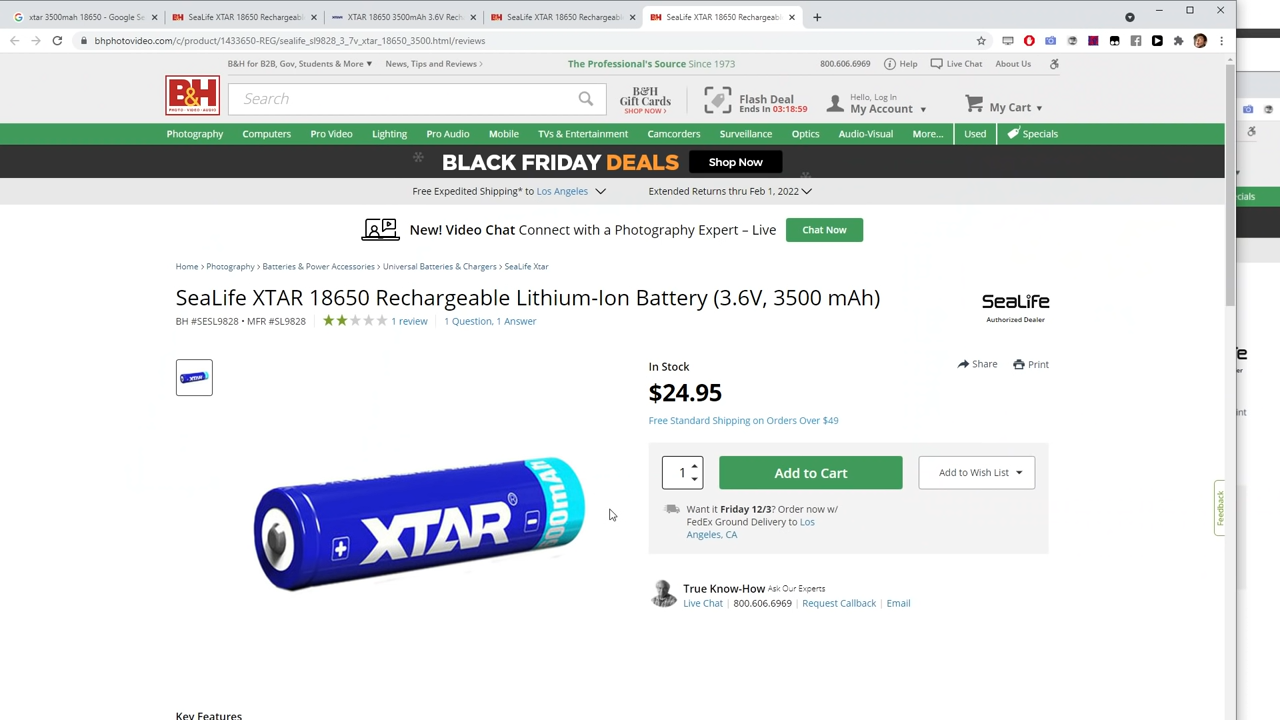 xtar 3500mah 18650 - Google Se
SeaLife XTAR 18650 Rechargeabl
XTAR 18650 3500mAh 3.6V Rech
SeaLife XTAR 18650 Rechargeabl
SeaLife XTAR 18650 Rechargeabl
bhphotovideo.com/c/product/1433650-REG/sealife_sl9828_3_7v_xtar_18650_3500.html/reviews
B&H for B2B, Gov, Students & More
News, Tips and Reviews
The Professional's Source Since 1973
800.606.6969
Help
Live Chat
About Us
B&H
PHOTO VIDEO AUDIO
Search
B&H
Gift Cards
SHOP NOW
Flash Deal
Ends In 03:18:59
Hello, Log In
My Account
My Cart
Photography Computers Pro Video Lighting Pro Audio Mobile TVs & Entertainment Camcorders Surveillance Optics Audio-Visual More... Used Specials
BLACK FRIDAY DEALS Shop Now
Free Expedited Shipping* to Los Angeles
Extended Returns thru Feb 1, 2022
New! Video Chat Connect with a Photography Expert – Live
Chat Now
Home › Photography › Batteries & Power Accessories › Universal Batteries & Chargers › SeaLife Xtar
SeaLife XTAR 18650 Rechargeable Lithium-Ion Battery (3.6V, 3500 mAh)
BH #SESL9828 • MFR #SL9828
1 review
1 Question, 1 Answer
SeaLife
Authorized Dealer
In Stock
Share
Print
$24.95
Free Standard Shipping on Orders Over $49
1
Add to Cart
Add to Wish List
Want it Friday 12/3? Order now w/
FedEx Ground Delivery to Los
Angeles, CA
XTAR
True Know-How Ask Our Experts
Live Chat | 800.606.6969 | Request Callback | Email
Feedback
Key Features